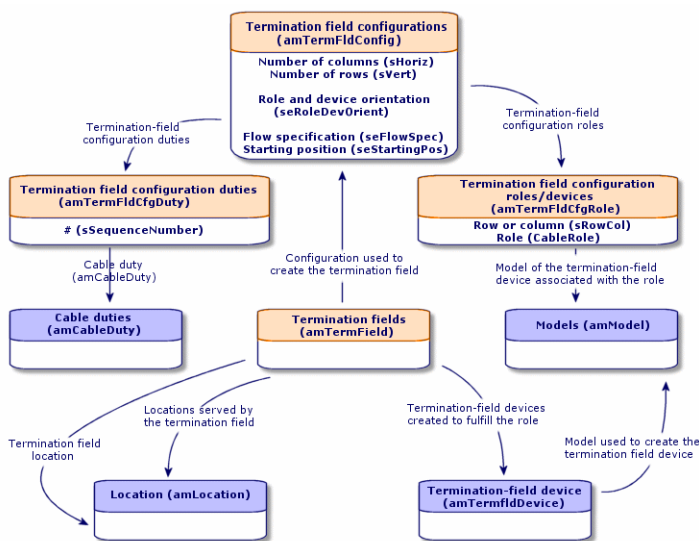 Termination field configurations
(amTermFldConfig)
Number of columns (sHoriz)
Number of rows (sVert)
Role and device orientation
(seRoleDevOrient)
Flow specification (seFlowSpec)
Starting position (seStartingPos)
Termination-field
configuration duties
Termination-field
configuration roles
Termination field configuration duties
(amTermFldCfgDuty)
# (sSequenceNumber)
Termination field configuration
roles/devices
(amTermFldCfgRole)
Row or column (sRowCol)
Role (CableRole)
Cable duty
(amCableDuty)
Configuration used to
create the termination field
Model of the termination-field
device associated with the role
Cable duties
(amCableDuty)
Termination fields
(amTermField)
Models (amModel)
Termination field
location
Locations served by
the termination field
Termination-field devices
created to fulfill the role
Model used to create the
termination field device
Location (amLocation)
Termination-field device
(amTermfldDevice)